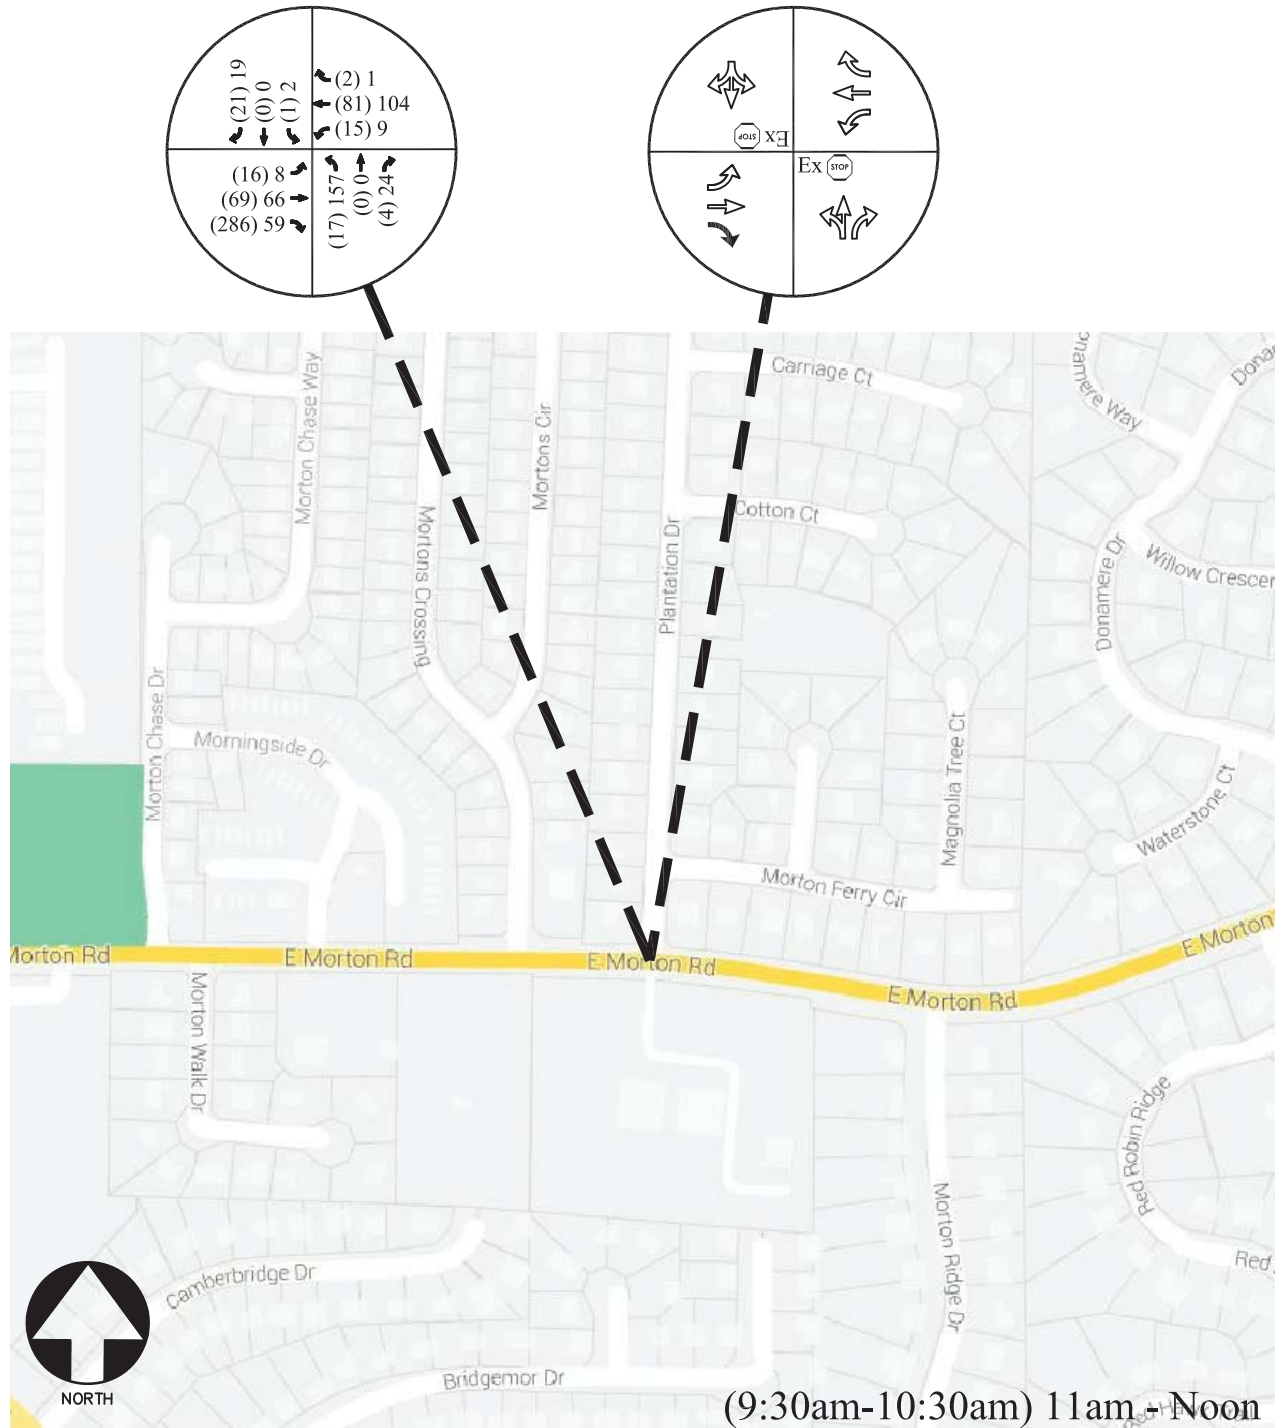 (21) 19
(0) 0
(1) 2
(2) 1
(81) 104
(15) 9
(16) 8
(69) 66
(286) 59
(17) 157
(0) 0
(4) 24
Ex STOP
Ex STOP
Morton Chase Way
Mortons Crossing
Mortons Cir
Plantation Dr
Carriage Ct
Cotton Ct
Donamere Dr
Willow Crescen
Morton Chase Dr
Morningside Dr
Magnolia Tree Ct
Waterstone Ct
Morton Ferry Cir
Morton Rd
E Morton Rd
E Morton Rd
E Morton Rd
E Morton
Morton Walk Dr
Red Robin Ridge
Morton Ridge Dr
Red
Camberbridge Dr
Bridgemor Dr
NORTH
(9:30am-10:30am) 11am - Noon